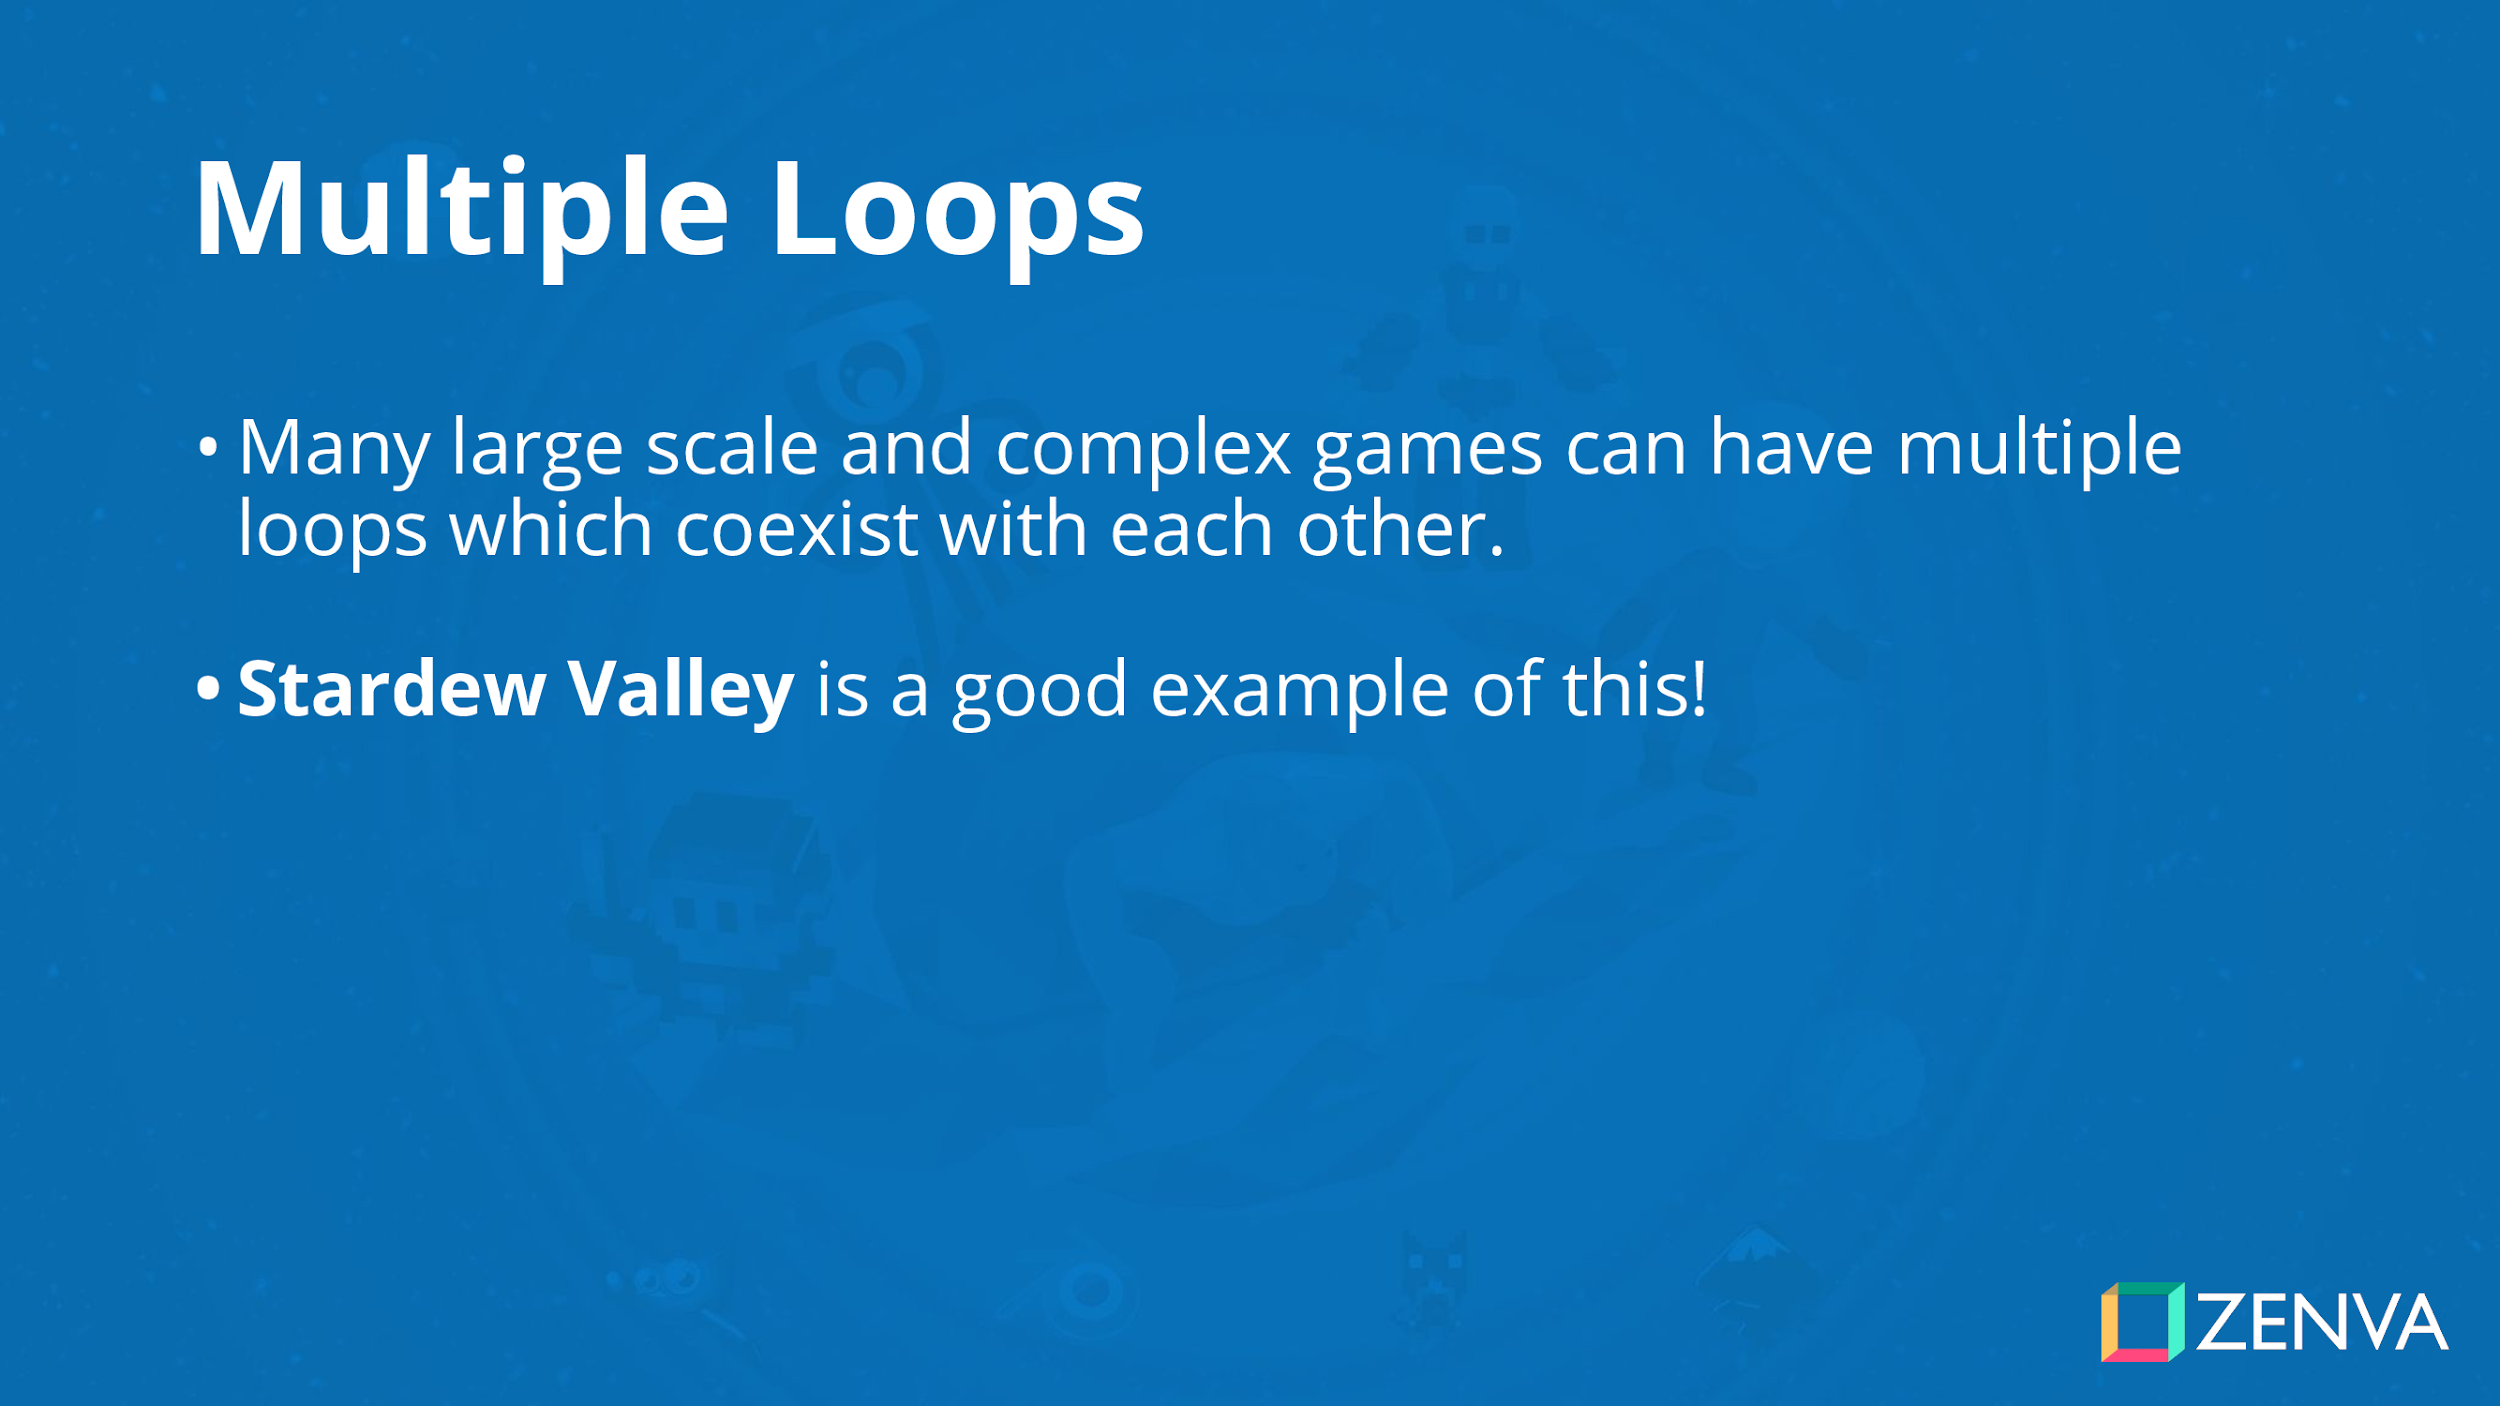 Multiple Loops
• Many large scale and complex games can have multiple
loops which coexist with each other.
• Stardew Valley is a good example of this!
ZENVA